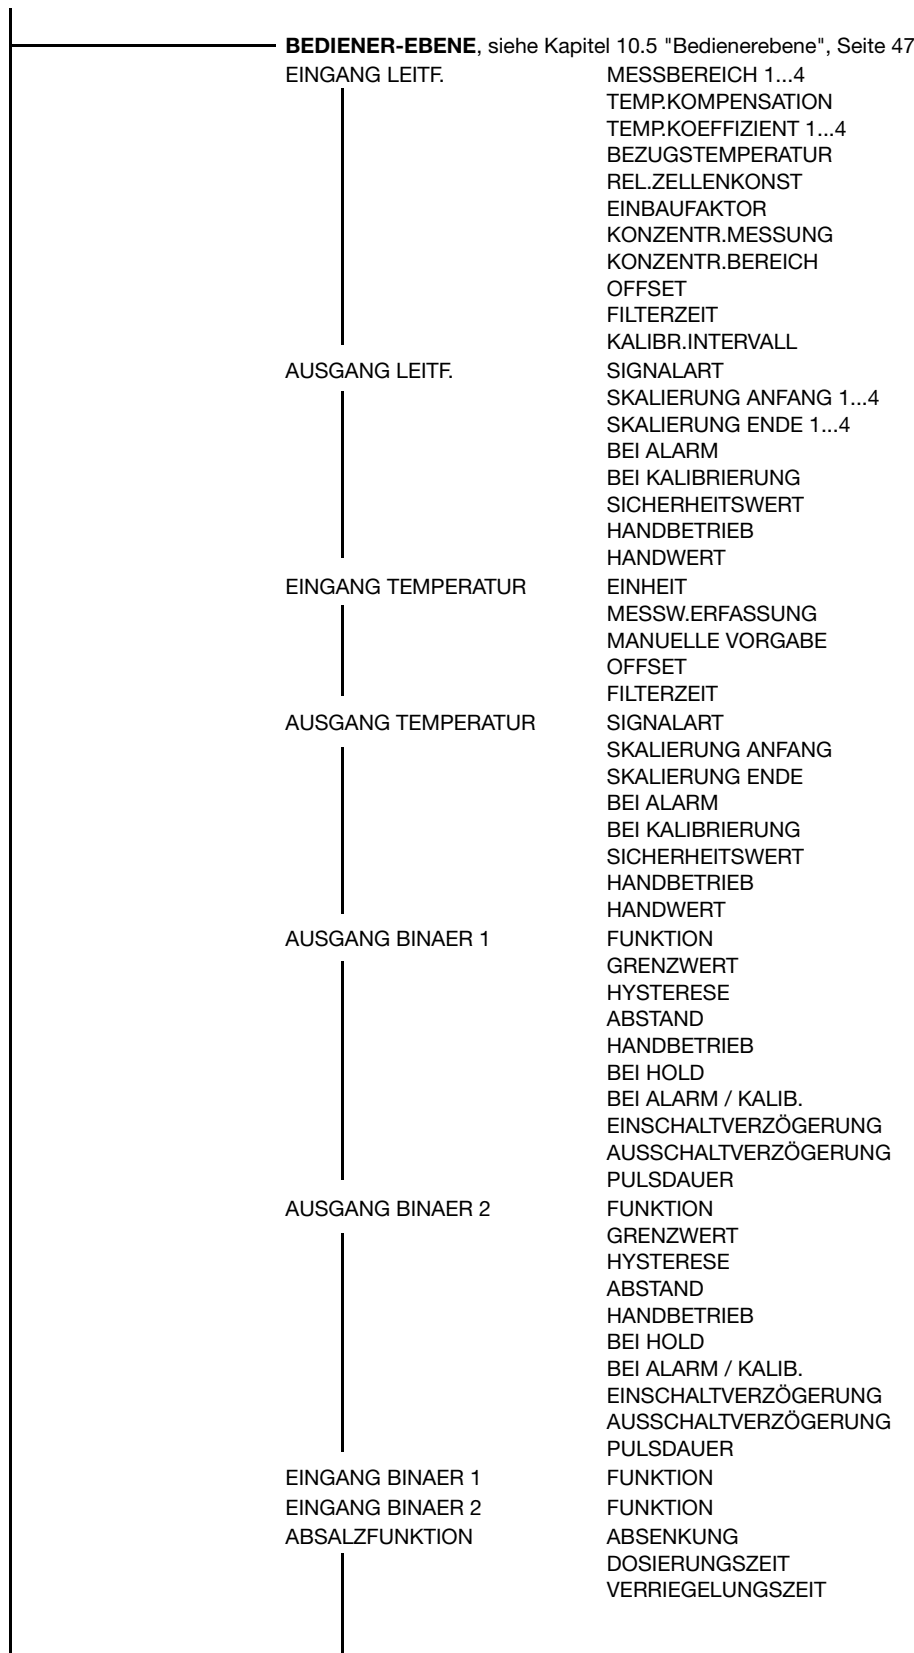 BEDIENER-EBENE, siehe Kapitel 10.5 "Bedienerebene", Seite 47
EINGANG LEITF. MESSBEREICH 1...4
TEMP.KOMPENSATION
TEMP.KOEFFIZIENT 1...4
BEZUGSTEMPERATUR
REL.ZELLENKONST
EINBAUFAKTOR
KONZENTR.MESSUNG
KONZENTR.BEREICH
OFFSET
FILTERZEIT
KALIBR.INTERVALL
AUSGANG LEITF. SIGNALART
SKALIERUNG ANFANG 1...4
SKALIERUNG ENDE 1...4
BEI ALARM
BEI KALIBRIERUNG
SICHERHEITSWERT
HANDBETRIEB
HANDWERT
EINGANG TEMPERATUR EINHEIT
MESSW.ERFASSUNG
MANUELLE VORGABE
OFFSET
FILTERZEIT
AUSGANG TEMPERATUR SIGNALART
SKALIERUNG ANFANG
SKALIERUNG ENDE
BEI ALARM
BEI KALIBRIERUNG
SICHERHEITSWERT
HANDBETRIEB
HANDWERT
AUSGANG BINAER 1 FUNKTION
GRENZWERT
HYSTERESE
ABSTAND
HANDBETRIEB
BEI HOLD
BEI ALARM / KALIB.
EINSCHALTVERZÖGERUNG
AUSSCHALTVERZÖGERUNG
PULSDAUER
AUSGANG BINAER 2 FUNKTION
GRENZWERT
HYSTERESE
ABSTAND
HANDBETRIEB
BEI HOLD
BEI ALARM / KALIB.
EINSCHALTVERZÖGERUNG
AUSSCHALTVERZÖGERUNG
PULSDAUER
EINGANG BINAER 1 FUNKTION
EINGANG BINAER 2 FUNKTION
ABSALZFUNKTION ABSENKUNG
DOSIERUNGSZEIT
VERRIEGELUNGSZEIT